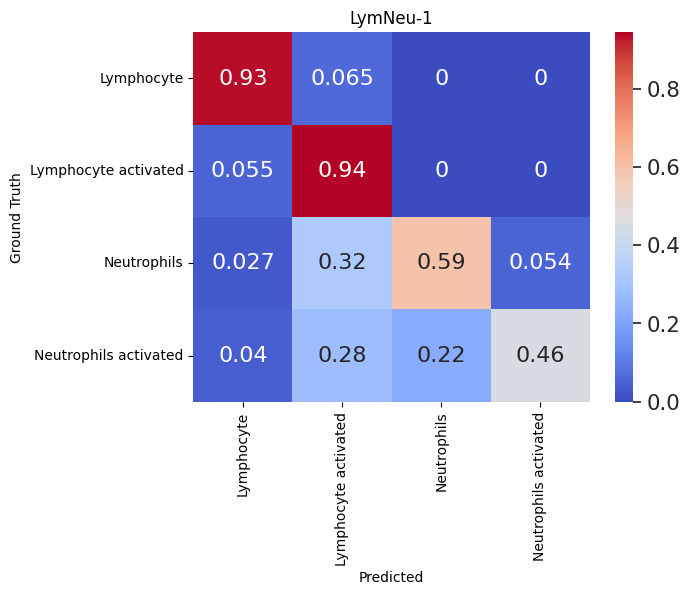 LymNeu-1
Ground Truth
Lymphocyte
0.93 0.065 0 0
Lymphocyte activated
0.055 0.94 0 0
Neutrophils
0.027 0.32 0.59 0.054
Neutrophils activated
0.04 0.28 0.22 0.46
Lymphocyte
Lymphocyte activated
Neutrophils
Neutrophils activated
Predicted
0.8
0.6
0.4
0.2
0.0